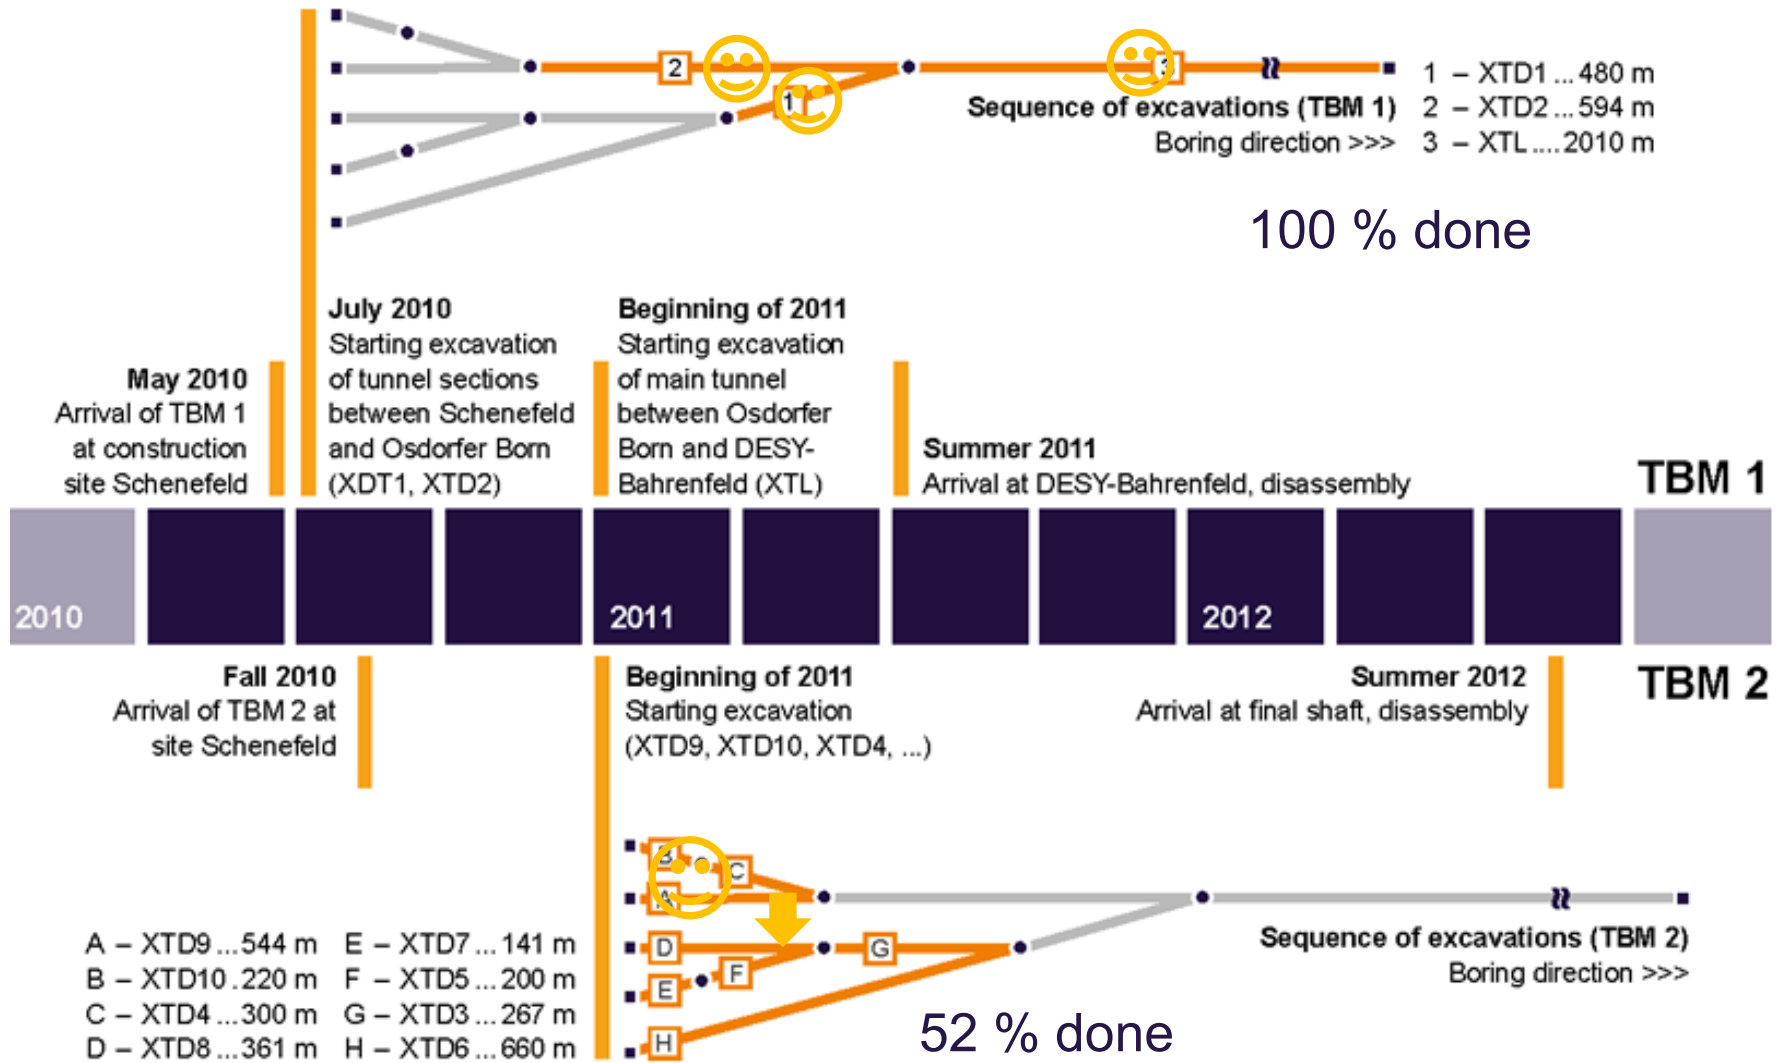 2
1
3
Sequence of excavations (TBM 1)
Boring direction >>>
1 – XTD1 ... 480 m
2 – XTD2 ... 594 m
3 – XTL .... 2010 m
100 % done
May 2010
Arrival of TBM 1
at construction
site Schenefeld
July 2010
Starting excavation
of tunnel sections
between Schenefeld
and Osdorfer Born
(XDT1, XTD2)
Beginning of 2011
Starting excavation
of main tunnel
between Osdorfer
Born and DESY-
Bahrenfeld (XTL)
Summer 2011
Arrival at DESY-Bahrenfeld, disassembly
TBM 1
2010
2011
2012
TBM 2
Fall 2010
Arrival of TBM 2 at
site Schenefeld
Beginning of 2011
Starting excavation
(XTD9, XTD10, XTD4, ...)
Summer 2012
Arrival at final shaft, disassembly
B
C
A
D
G
F
E
H
Sequence of excavations (TBM 2)
Boring direction >>>
A – XTD9 ... 544 m
B – XTD10 . 220 m
C – XTD4 ... 300 m
D – XTD8 ... 361 m
E – XTD7 ... 141 m
F – XTD5 ... 200 m
G – XTD3 ... 267 m
H – XTD6 ... 660 m
52 % done